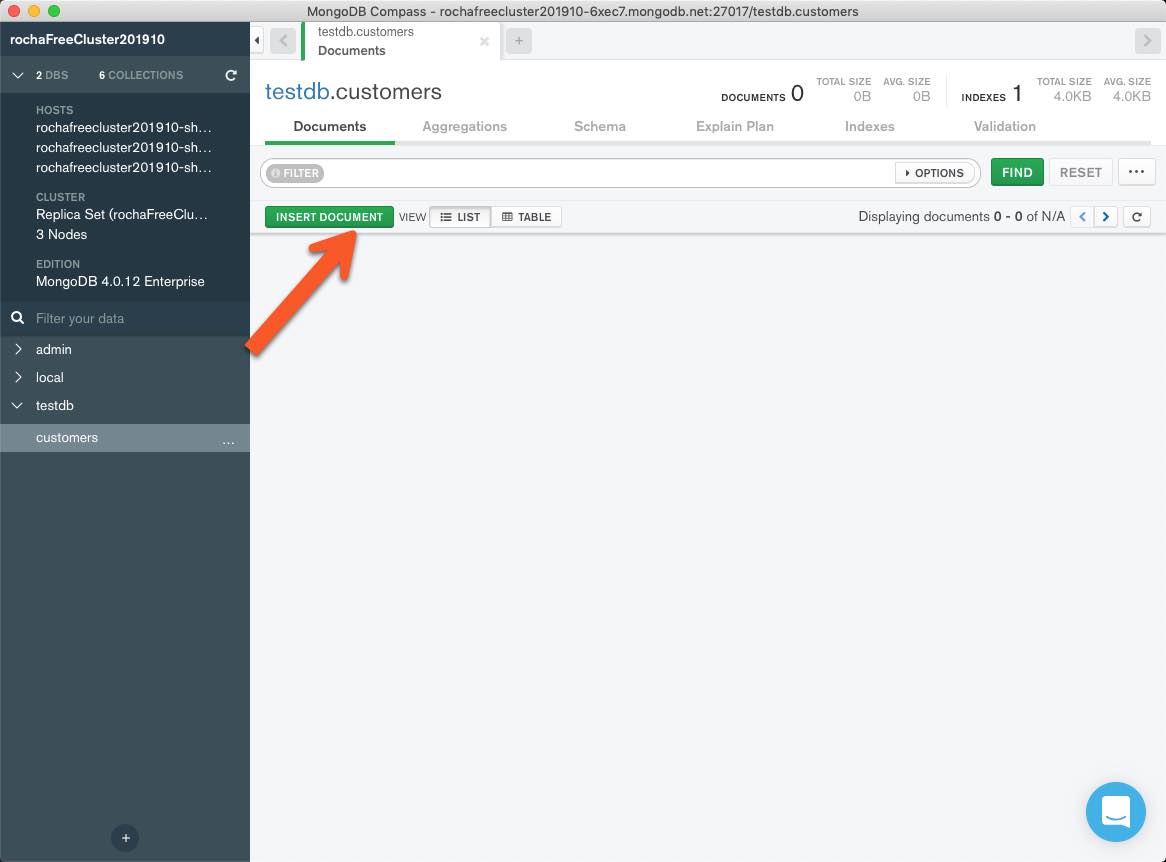 MongoDB Compass - rochafreecluster201910-6xec7.mongodb.net:27017/testdb.customers
rochaFreeCluster201910
2 DBS 6 COLLECTIONS
HOSTS
rochafreecluster201910-sh...
rochafreecluster201910-sh...
rochafreecluster201910-sh...
CLUSTER
Replica Set (rochaFreeClu...
3 Nodes
EDITION
MongoDB 4.0.12 Enterprise
Filter your data
admin
local
testdb
customers ...
+
testdb.customers
Documents
+
testdb.customers
DOCUMENTS 0 TOTAL SIZE 0B AVG. SIZE 0B INDEXES 1 TOTAL SIZE 4.0KB AVG. SIZE 4.0KB
Documents Aggregations Schema Explain Plan Indexes Validation
FILTER OPTIONS FIND RESET ...
INSERT DOCUMENT VIEW LIST TABLE Displaying documents 0 - 0 of N/A